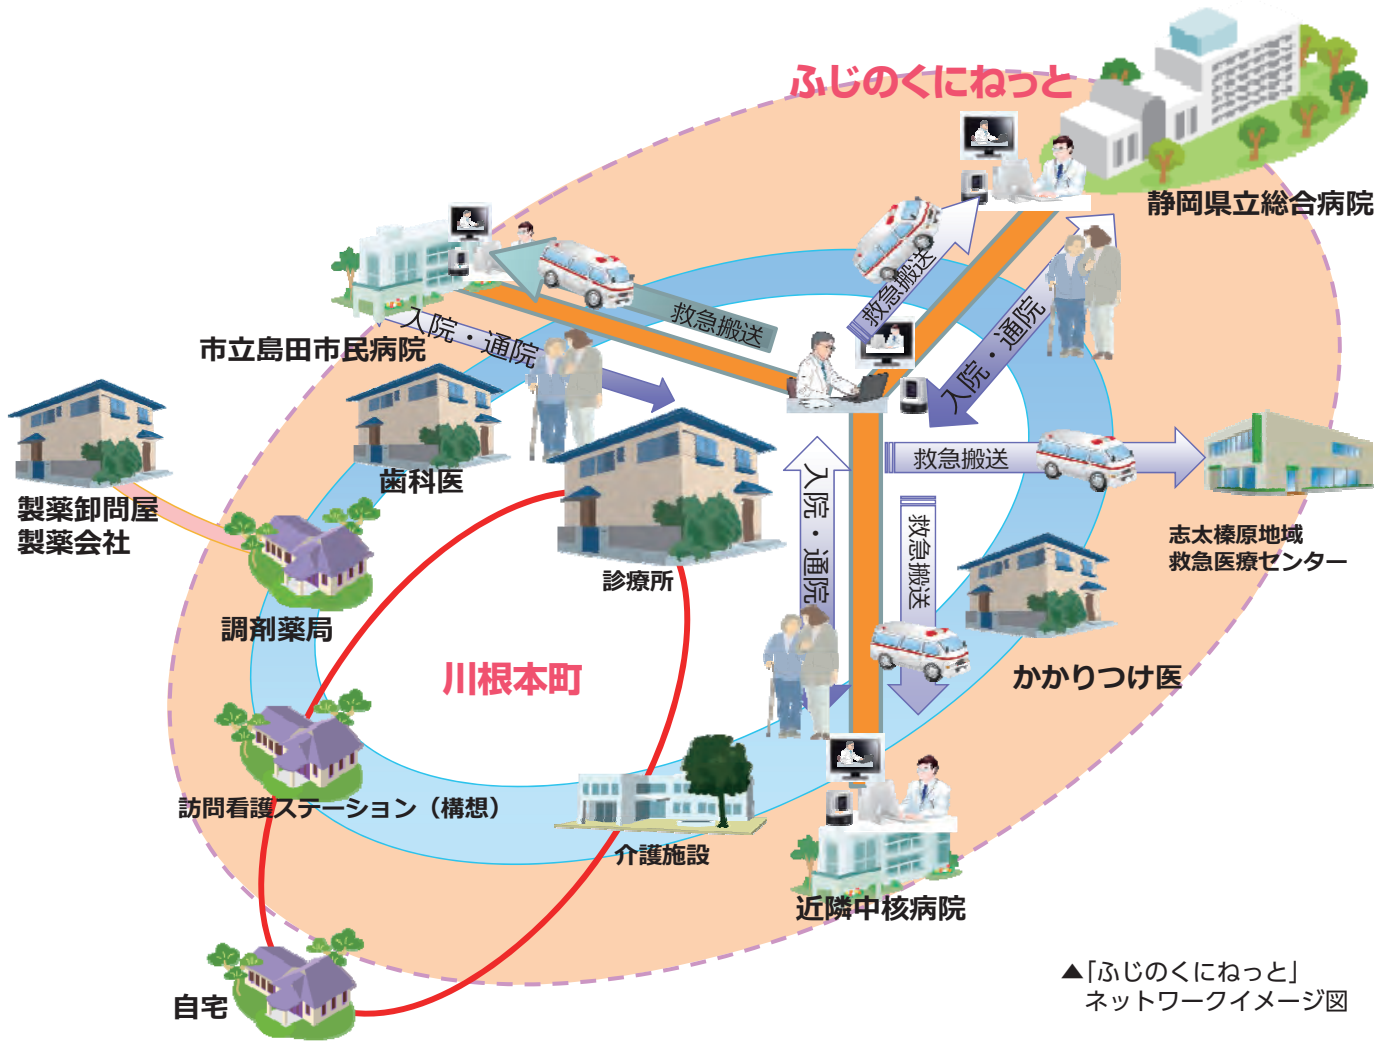 ふじのくにねっと
静岡県立総合病院
救急搬送
入院・通院
救急搬送
市立島田市民病院
入院・通院
歯科医
製薬卸問屋
製薬会社
救急搬送
入院・通院
救急搬送
志太榛原地域
救急医療センター
診療所
調剤薬局
川根本町
かかりつけ医
訪問看護ステーション（構想）
介護施設
近隣中核病院
自宅
▲「ふじのくにねっと」
ネットワークイメージ図